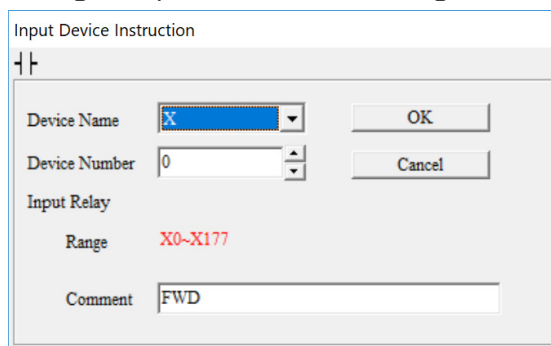 Input Device Instruction
Device Name X OK
Device Number 0 Cancel
Input Relay
Range X0~X177
Comment FWD